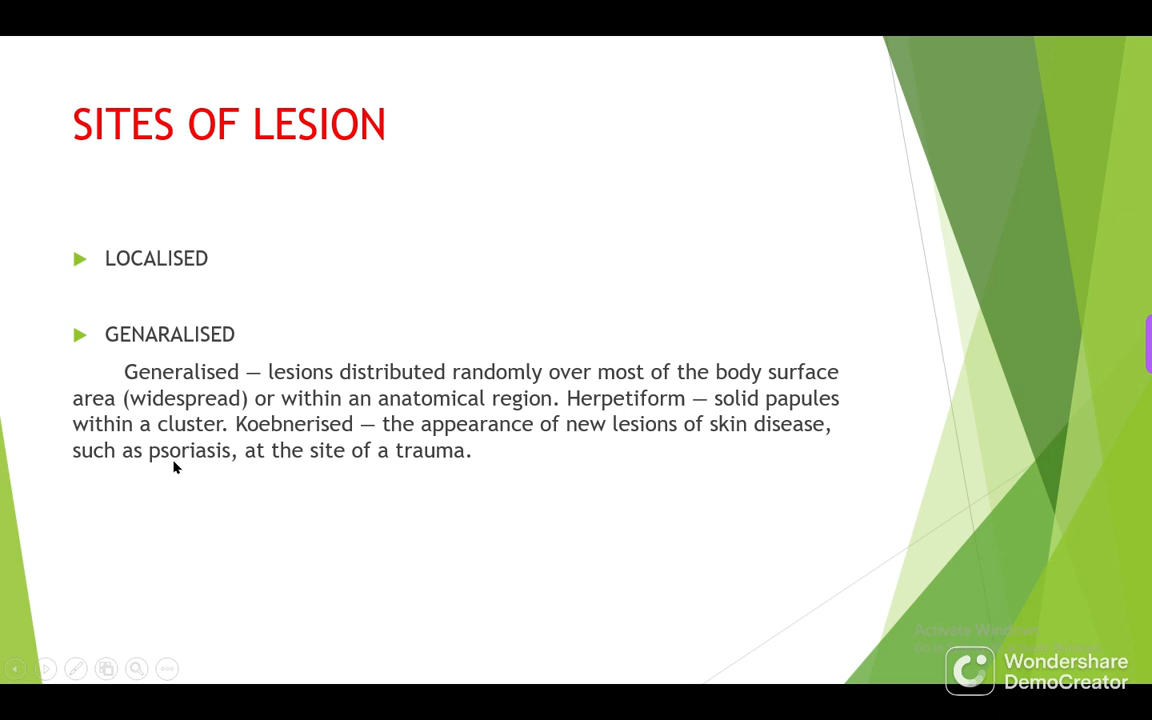 SITES OF LESION
LOCALISED
GENARALISED
Generalised — lesions distributed randomly over most of the body surface
area (widespread) or within an anatomical region. Herpetiform — solid papules
within a cluster. Koebnerised — the appearance of new lesions of skin disease,
such as psoriasis, at the site of a trauma.
Activate Windows
Wondershare
DemoCreator